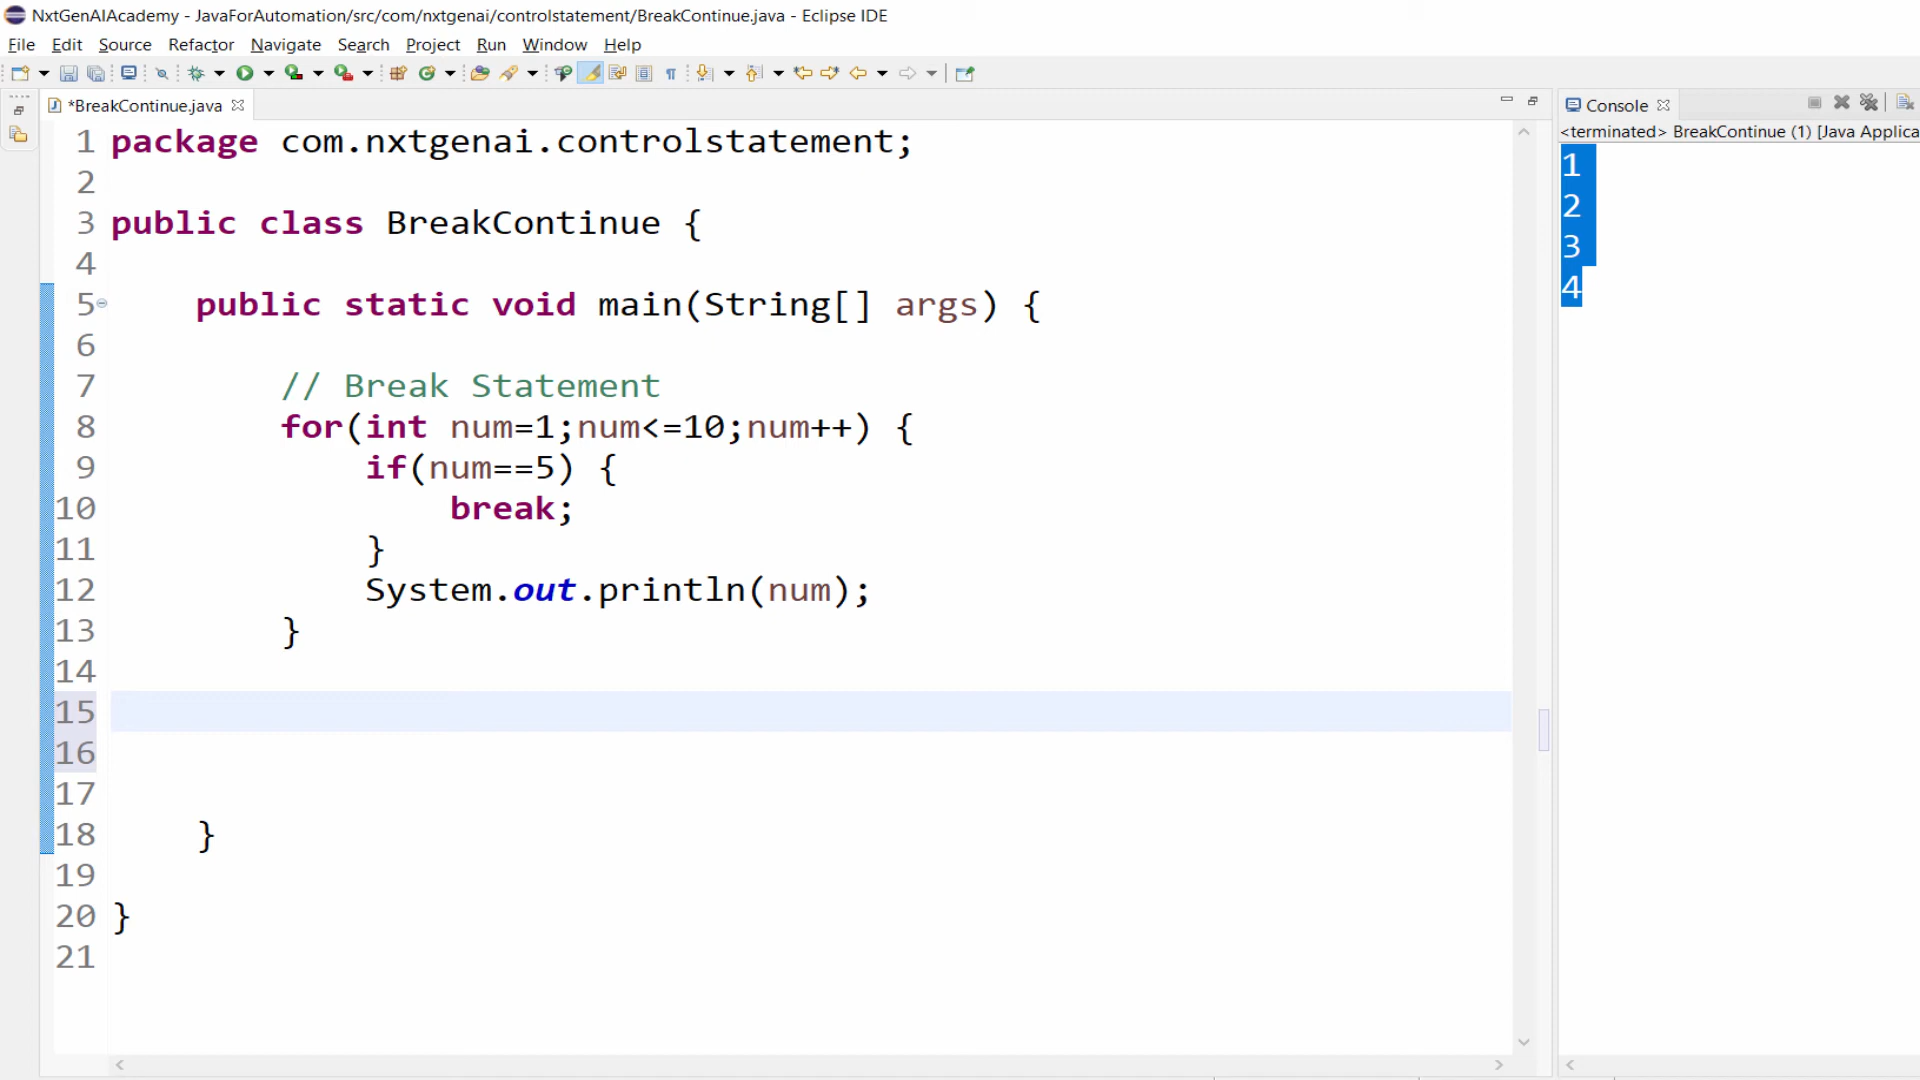 NxtGenAIAcademy - JavaForAutomation/src/com/nxtgenai/controlstatement/BreakContinue.java - Eclipse IDE
File Edit Source Refactor Navigate Search Project Run Window Help
*BreakContinue.java
1 package com.nxtgenai.controlstatement;
2
3 public class BreakContinue {
4
5 public static void main(String[] args) {
6
7 // Break Statement
8 for(int num=1;num<=10;num++) {
9 if(num==5) {
10 break;
11 }
12 System.out.println(num);
13 }
14
15
16
17
18 }
19
20 }
21
Console
<terminated> BreakContinue (1) [Java Applica
1
2
3
4